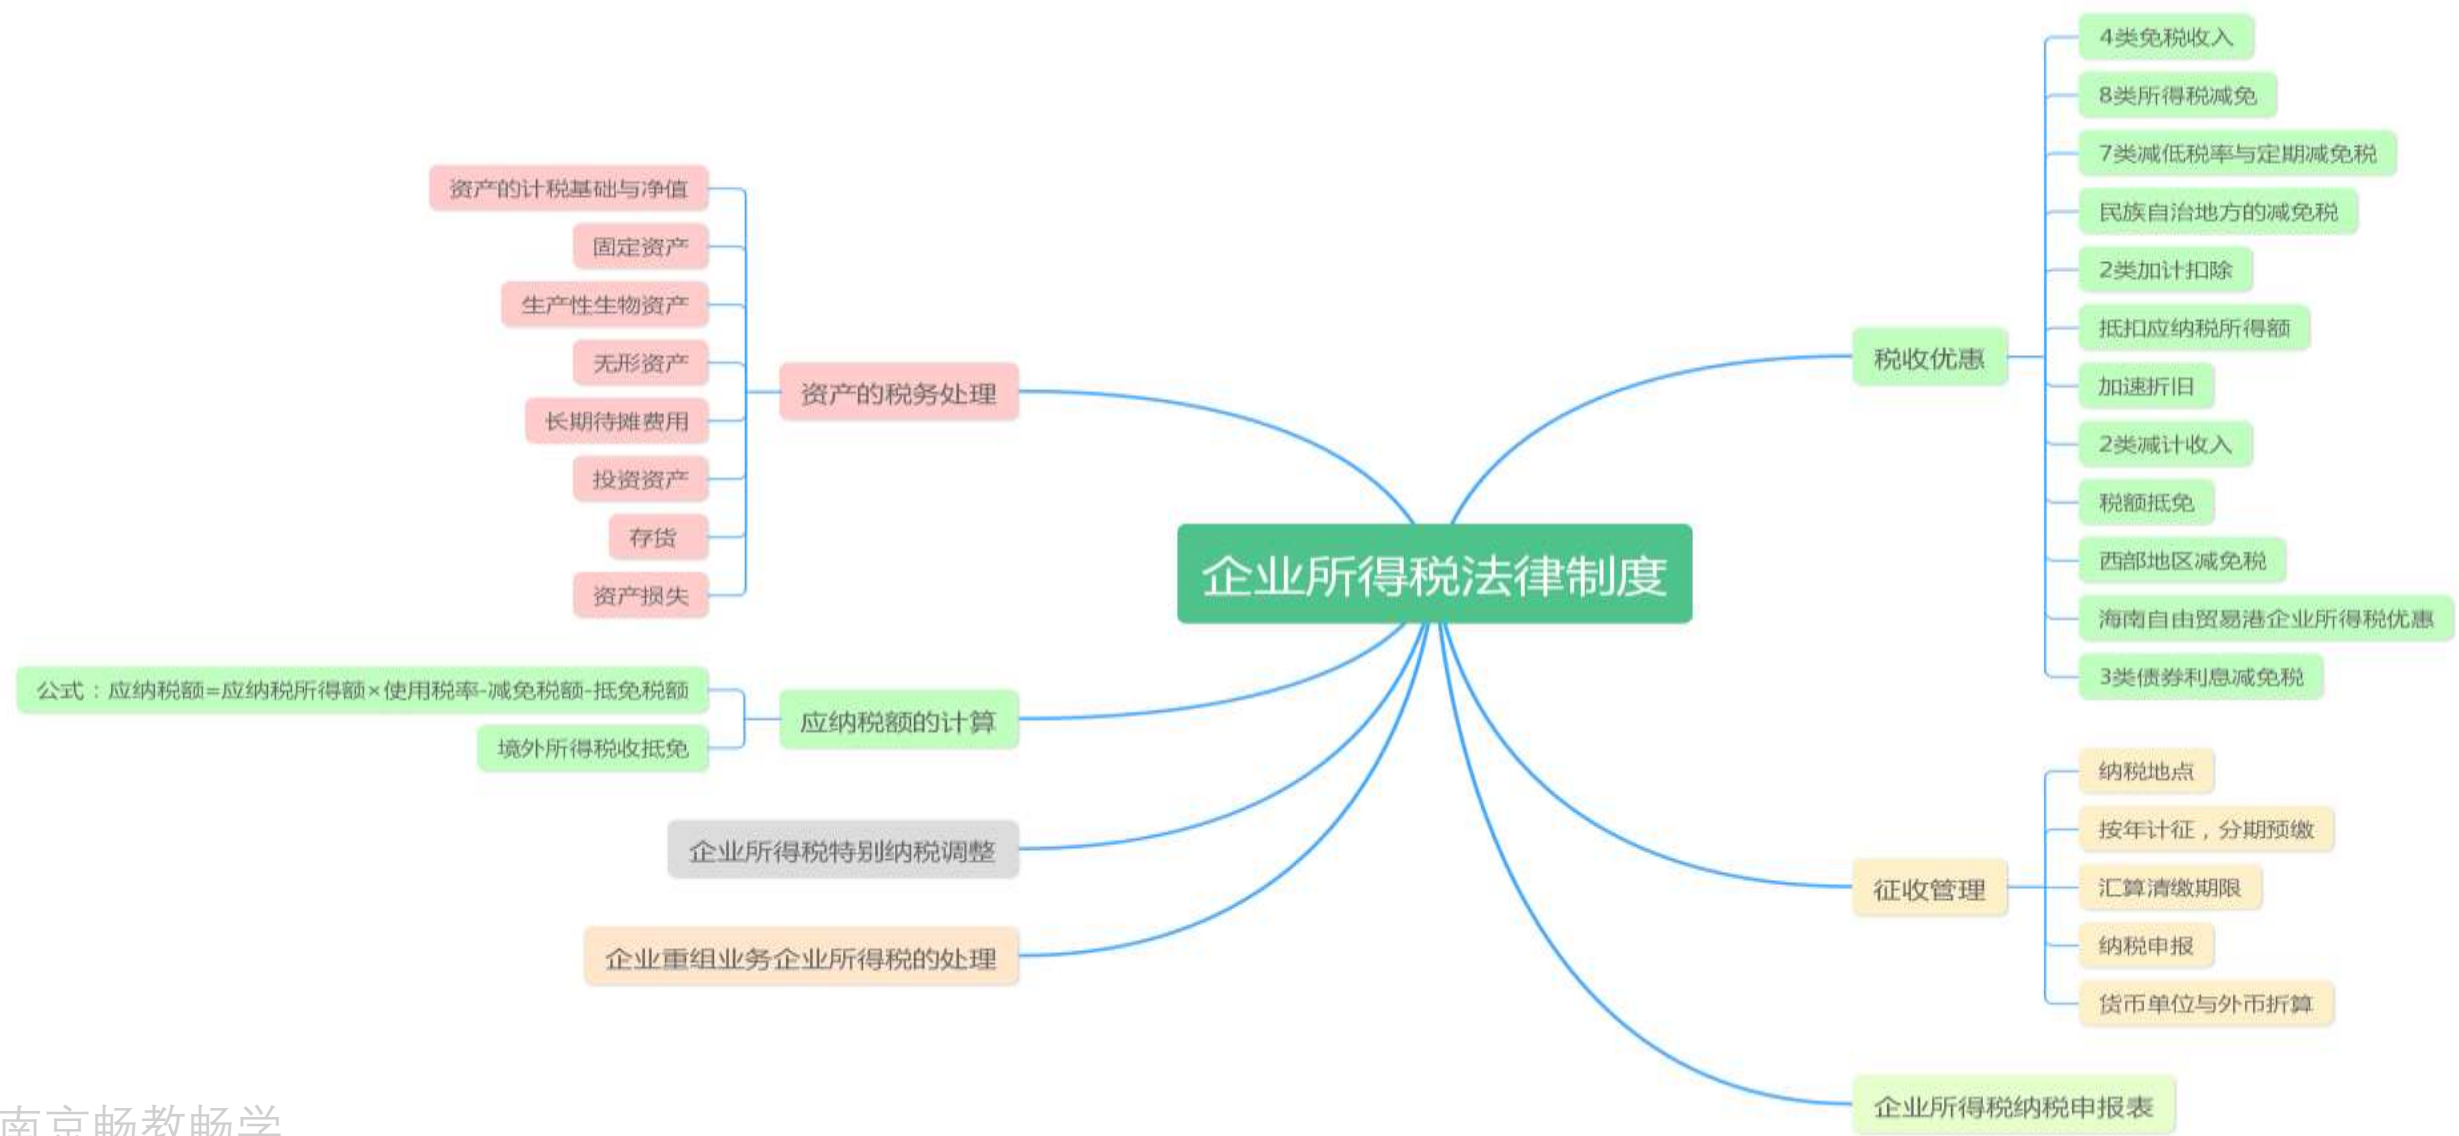 企业所得税法律制度
税收优惠
4类免税收入
8类所得税减免
7类减低税率与定期减免税
民族自治地方的减免税
2类加计扣除
抵扣应纳税所得额
加速折旧
2类减计收入
税额抵免
西部地区减免税
海南自由贸易港企业所得税优惠
3类债券利息减免税
征收管理
纳税地点
按年计征，分期预缴
汇算清缴期限
纳税申报
货币单位与外币折算
企业所得税纳税申报表
资产的税务处理
资产的计税基础与净值
固定资产
生产性生物资产
无形资产
长期待摊费用
投资资产
存货
资产损失
应纳税额的计算
公式：应纳税额=应纳税所得额×使用税率-减免税额-抵免税额
境外所得税收抵免
企业所得税特别纳税调整
企业重组业务企业所得税的处理
南京畅教畅学